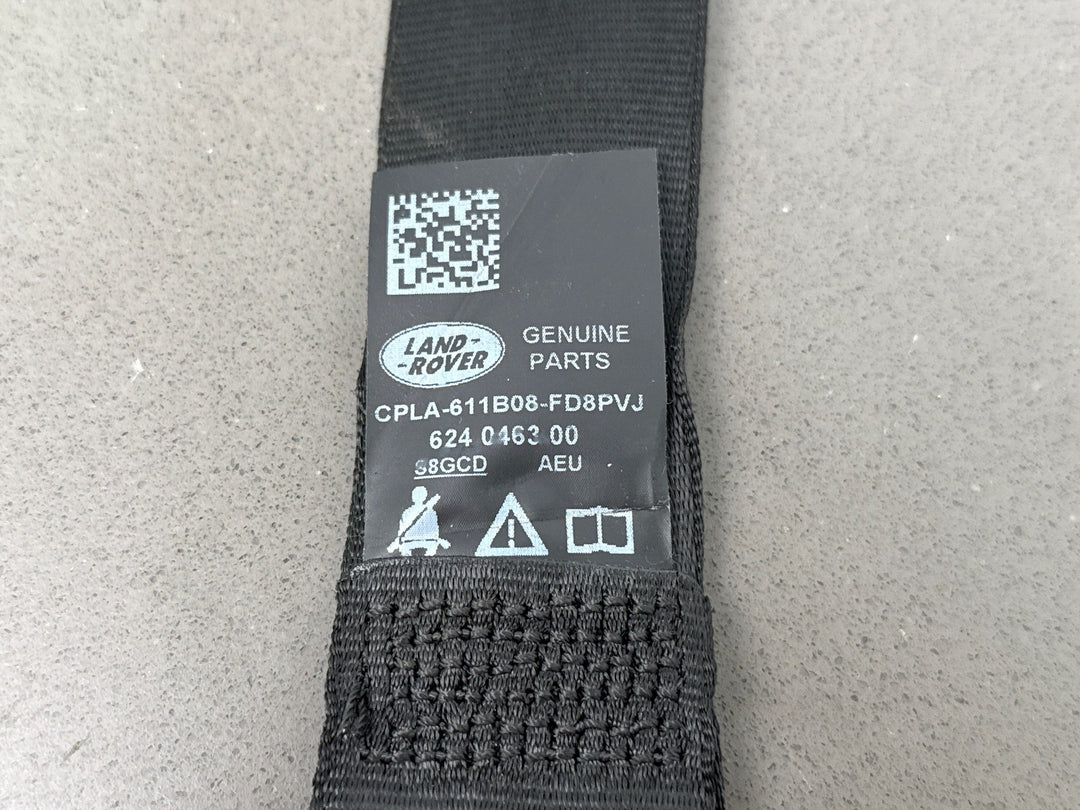 LAND-
-ROVER
GENUINE
PARTS
CPLA-611B08-FD8PVJ
624 0463 00
S8GCD AEU